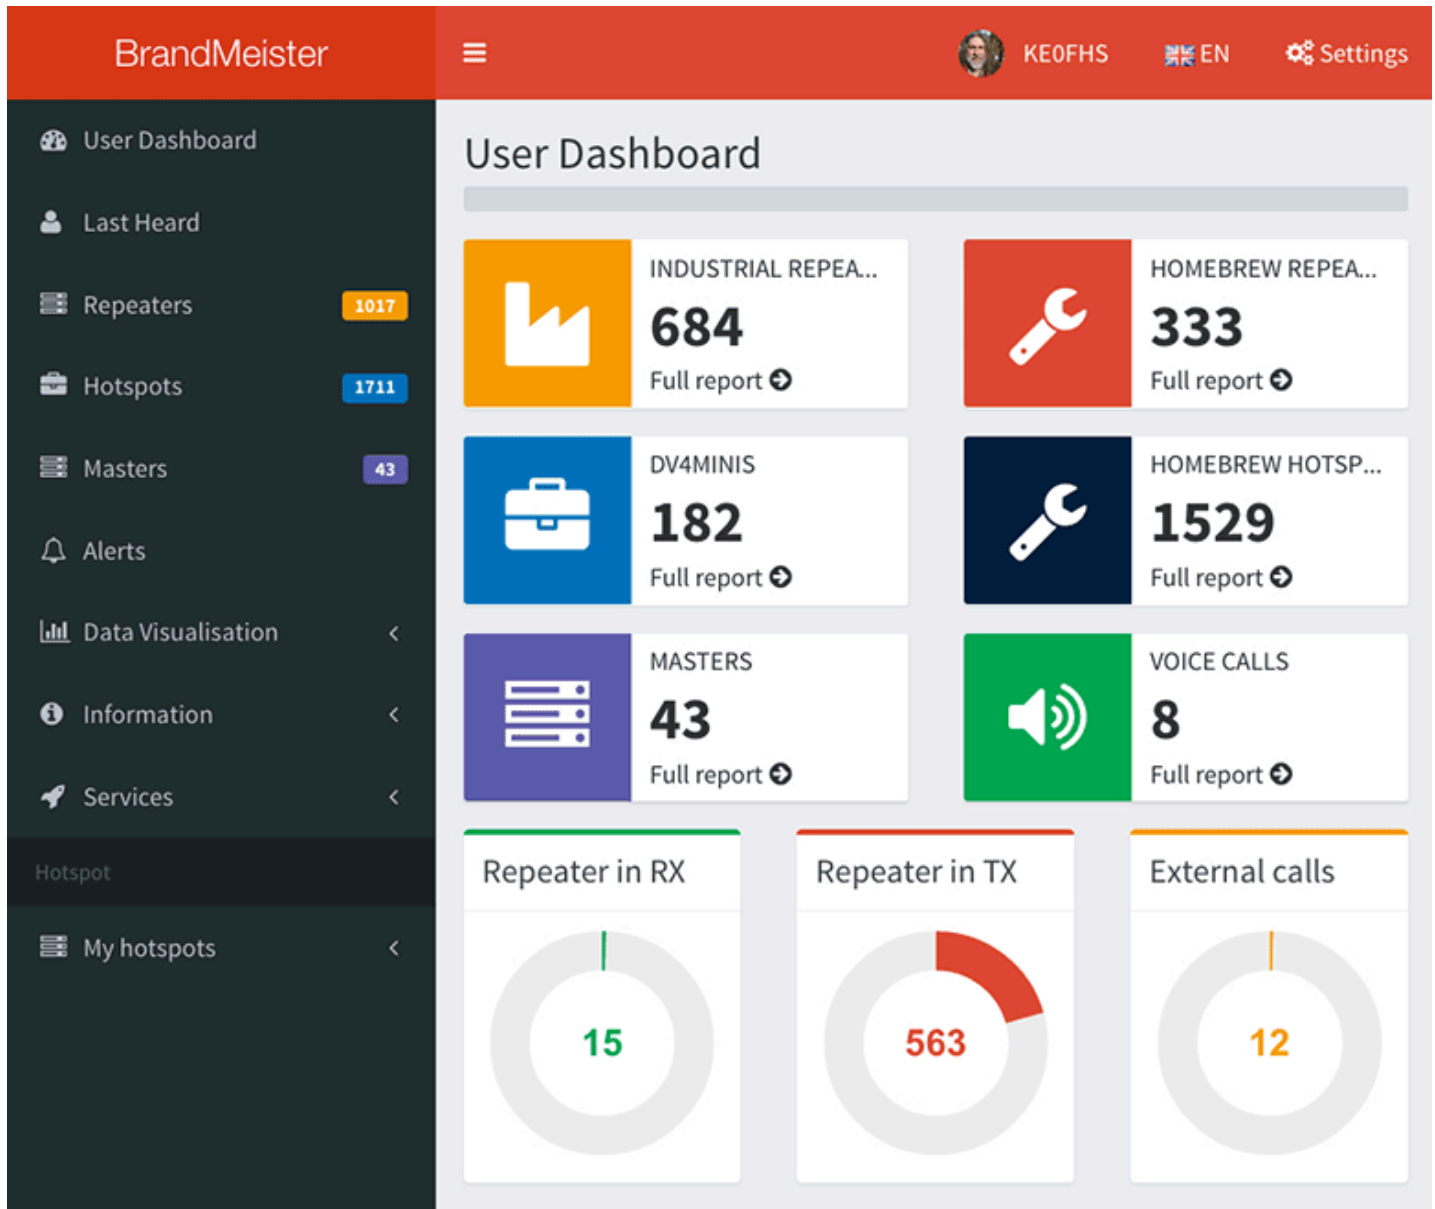 BrandMeister
KE0FHS
EN
Settings
User Dashboard
Last Heard
Repeaters 1017
Hotspots 1711
Masters 43
Alerts
Data Visualisation
Information
Services
Hotspot
My hotspots
User Dashboard
INDUSTRIAL REPEA...
684
Full report
HOMEBREW REPEA...
333
Full report
DV4MINIS
182
Full report
HOMEBREW HOTSP...
1529
Full report
MASTERS
43
Full report
VOICE CALLS
8
Full report
Repeater in RX
15
Repeater in TX
563
External calls
12